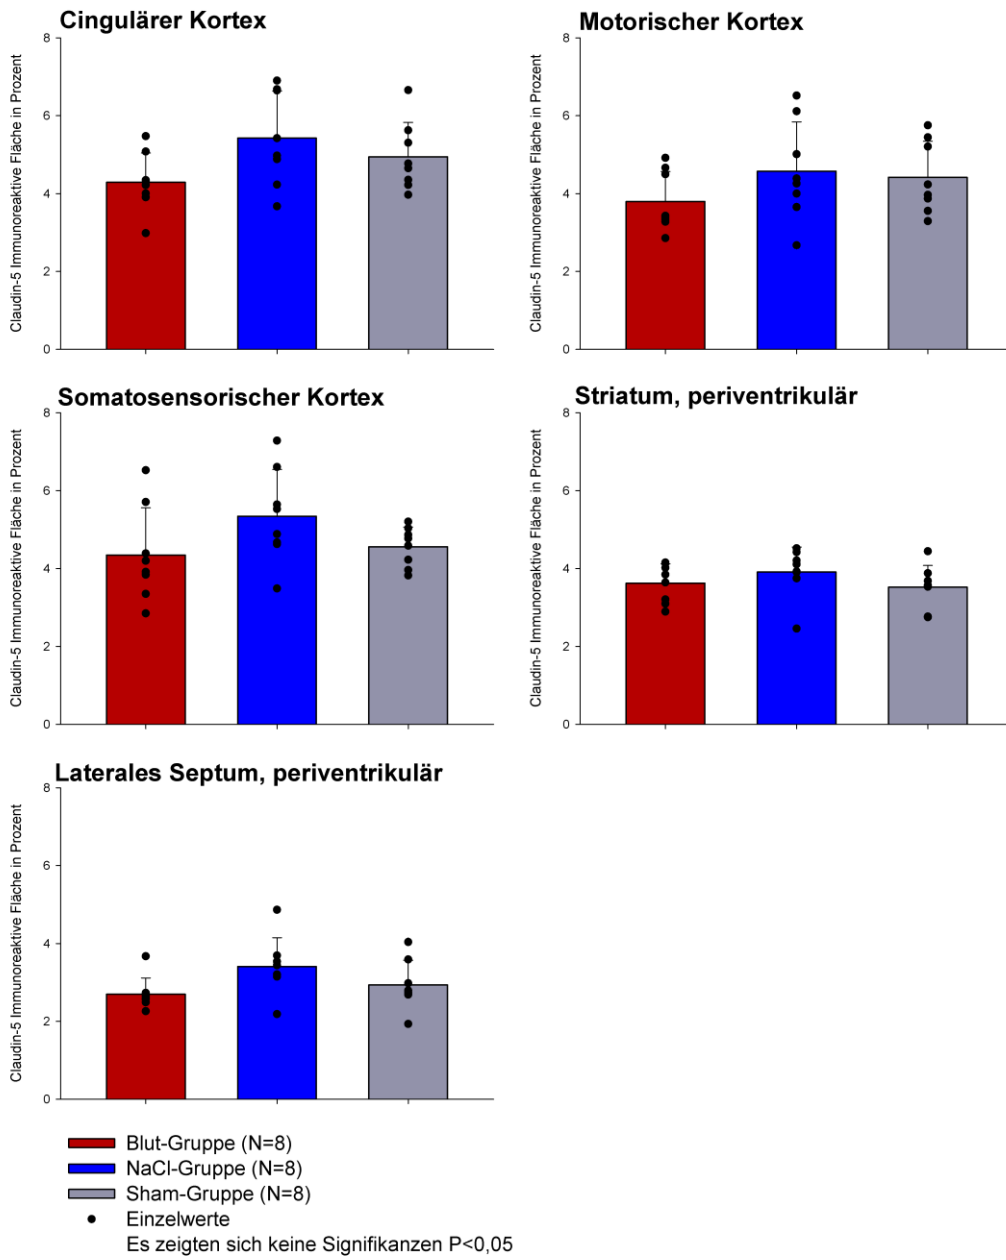 Cingulärer Kortex
Claudin-5 Immunoreaktive Fläche in Prozent
8
6
4
2
0
Motorischer Kortex
Claudin-5 Immunoreaktive Fläche in Prozent
8
6
4
2
0
Somatosensorischer Kortex
Claudin-5 Immunoreaktive Fläche in Prozent
8
6
4
2
0
Striatum, periventrikulär
Claudin-5 Immunoreaktive Fläche in Prozent
8
6
4
2
0
Laterales Septum, periventrikulär
Claudin-5 Immunoreaktive Fläche in Prozent
8
6
4
2
0
Blut-Gruppe (N=8)
NaCl-Gruppe (N=8)
Sham-Gruppe (N=8)
Einzelwerte
Es zeigten sich keine Signifikanzen P<0,05